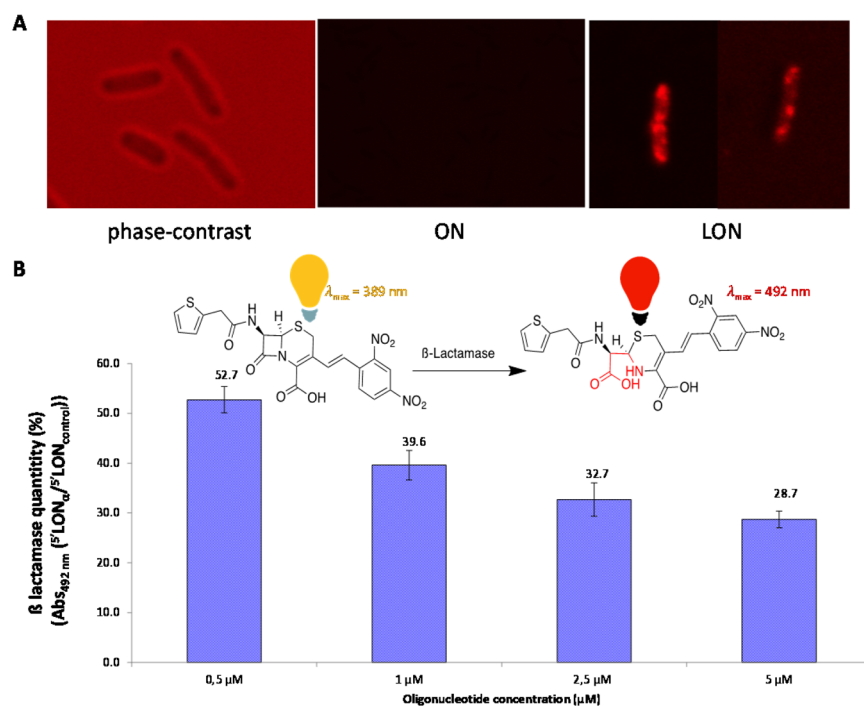 A
phase-contrast
ON
LON
B
λmax = 389 nm
λmax = 492 nm
S
O
H
N
H
S
O
N
NO2
NO2
O
OH
ß-Lactamase
S
O
H
N
H
S
O2N
NO2
O
OH
HN
O
OH
ß lactamase quantitity (%)
(Abs492 nm (5'LONα/5'LONcontrol))
60.0
50.0
40.0
30.0
20.0
10.0
0.0
52.7
39.6
32.7
28.7
0,5 µM
1 µM
2,5 µM
5 µM
Oligonucleotide concentration (µM)